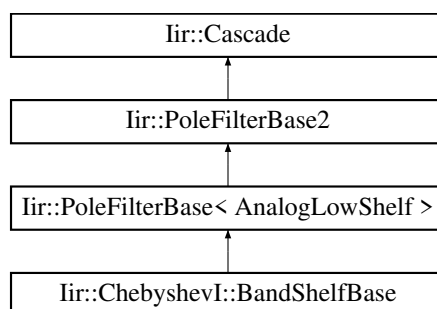 Iir::Cascade
Iir::PoleFilterBase2
Iir::PoleFilterBase< AnalogLowShelf >
Iir::ChebyshevI::BandShelfBase